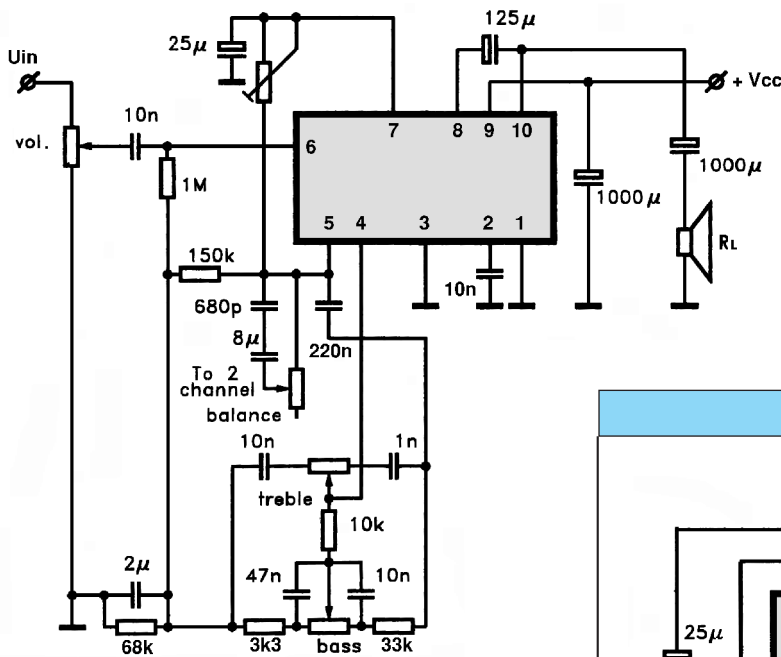 125µ
25µ
Uin
+ Vcc
10n
vol.
7
8
9
10
6
1M
1000µ
1000µ
RL
5
4
3
2
1
150k
10n
680p
8µ
220n
To 2
channel
balance
10n
1n
treble
10k
47n
10n
2µ
68k
3k3
bass
33k
25µ